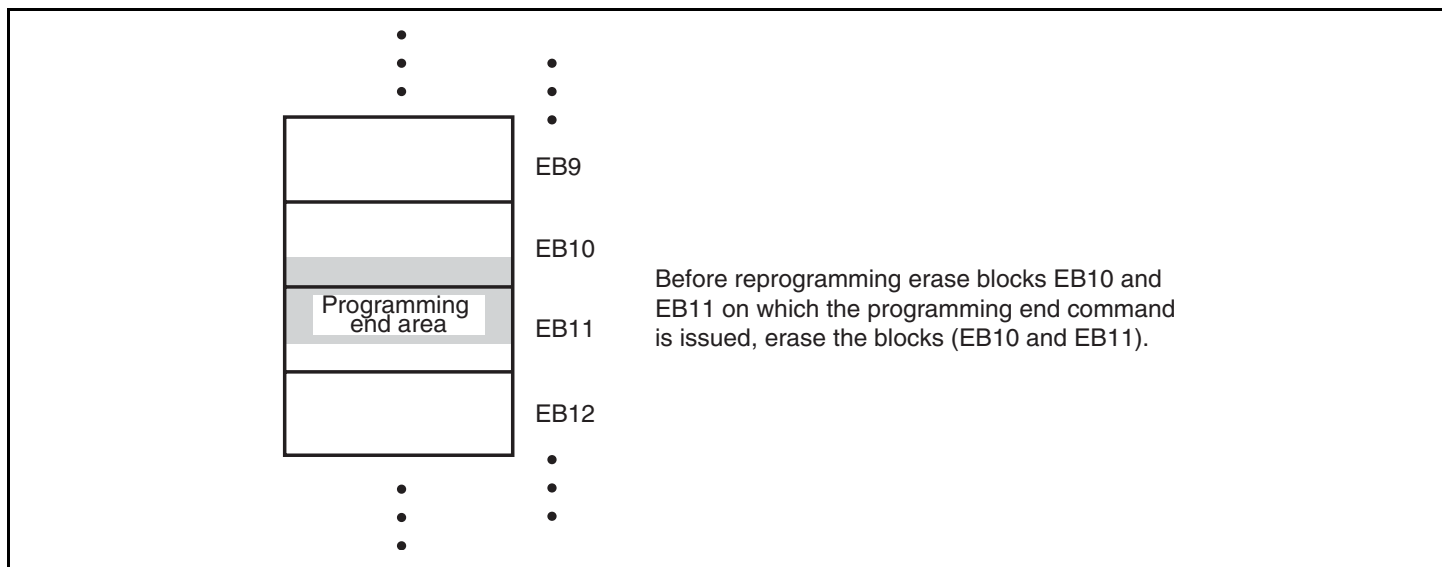 EB9
EB10
Programming
end area
EB11
EB12
Before reprogramming erase blocks EB10 and
EB11 on which the programming end command
is issued, erase the blocks (EB10 and EB11).